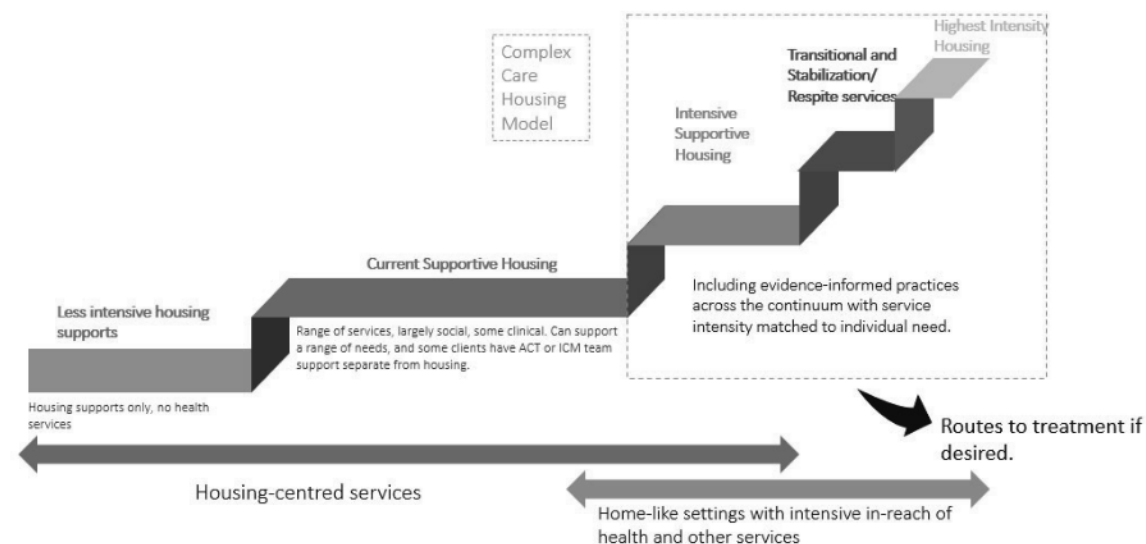 Highest Intensity
Housing
Complex
Care
Housing
Model
Transitional and
Stabilization/
Respite services
Intensive
Supportive
Housing
Current Supportive Housing
Including evidence-informed practices
across the continuum with service
intensity matched to individual need.
Less intensive housing
supports
Range of services, largely social, some clinical. Can support
a range of needs, and some clients have ACT or ICM team
support separate from housing.
Housing supports only, no health
services
Routes to treatment if
desired.
Housing-centred services
Home-like settings with intensive in-reach of
health and other services